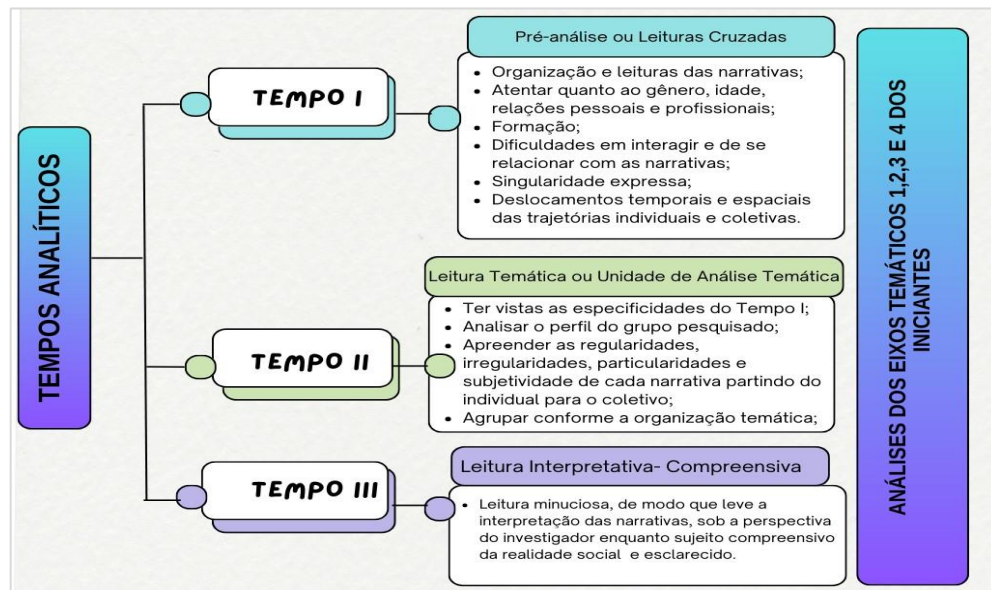 TEMPOS ANALÍTICOS
TEMPO I
Pré-análise ou Leituras Cruzadas
• Organização e leituras das narrativas;
• Atentar quanto ao gênero, idade,
relações pessoais e profissionais;
• Formação;
• Dificuldades em interagir e de se
relacionar com as narrativas;
• Singularidade expressa;
• Deslocamentos temporais e espaciais
das trajetórias individuais e coletivas.
TEMPO II
Leitura Temática ou Unidade de Análise Temática
• Ter vistas as especificidades do Tempo I;
• Analisar o perfil do grupo pesquisado;
• Apreender as regularidades,
irregularidades, particularidades e
subjetividade de cada narrativa partindo do
individual para o coletivo;
• Agrupar conforme a organização temática;
TEMPO III
Leitura Interpretativa- Compreensiva
• Leitura minuciosa, de modo que leve a
interpretação das narrativas, sob a perspectiva
do investigador enquanto sujeito compreensivo
da realidade social e esclarecido.
ANÁLISES DOS EIXOS TEMÁTICOS 1,2,3 E 4 DOS
INICIANTES